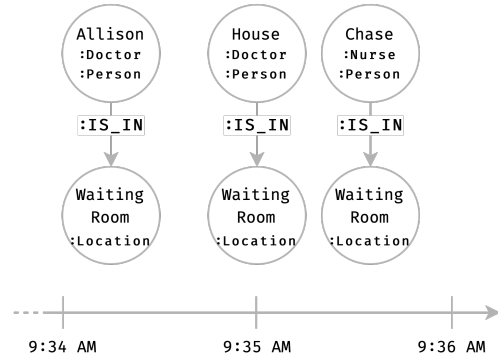 Allison
:Doctor
:Person
House
:Doctor
:Person
Chase
:Nurse
:Person
:IS_IN
:IS_IN
:IS_IN
Waiting
Room
:Location
Waiting
Room
:Location
Waiting
Room
:Location
9:34 AM
9:35 AM
9:36 AM